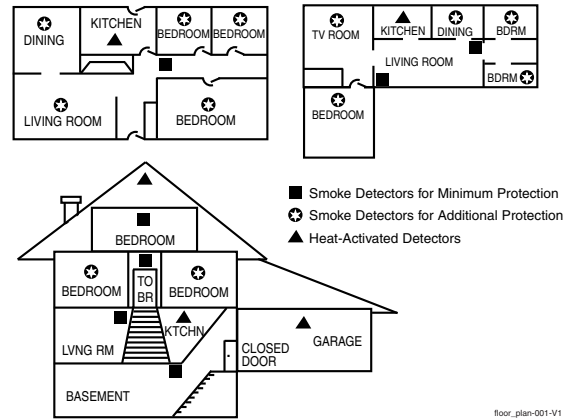 DINING
KITCHEN
BEDROOM
BEDROOM
LIVING ROOM
BEDROOM
TV ROOM
KITCHEN
DINING
BDRM
LIVING ROOM
BDRM
BEDROOM
Smoke Detectors for Minimum Protection
Smoke Detectors for Additional Protection
Heat-Activated Detectors
BEDROOM
BEDROOM
TO
BR
BEDROOM
LVNG RM
KTCHN
CLOSED
DOOR
GARAGE
BASEMENT
floor_plan-001-V1